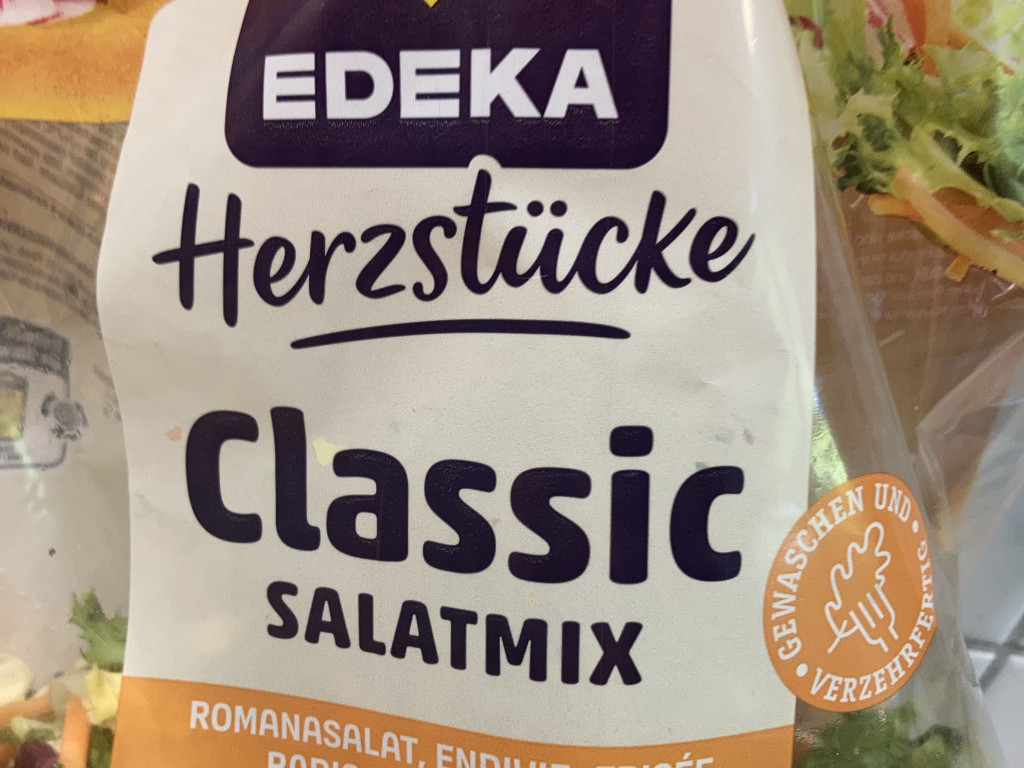 EDEKA
Herzstücke
Classic
SALATMIX
GEWASCHEN UND
VERZEHRFERTIG
ROMANASALAT, ENDIVIE, FRISÉE